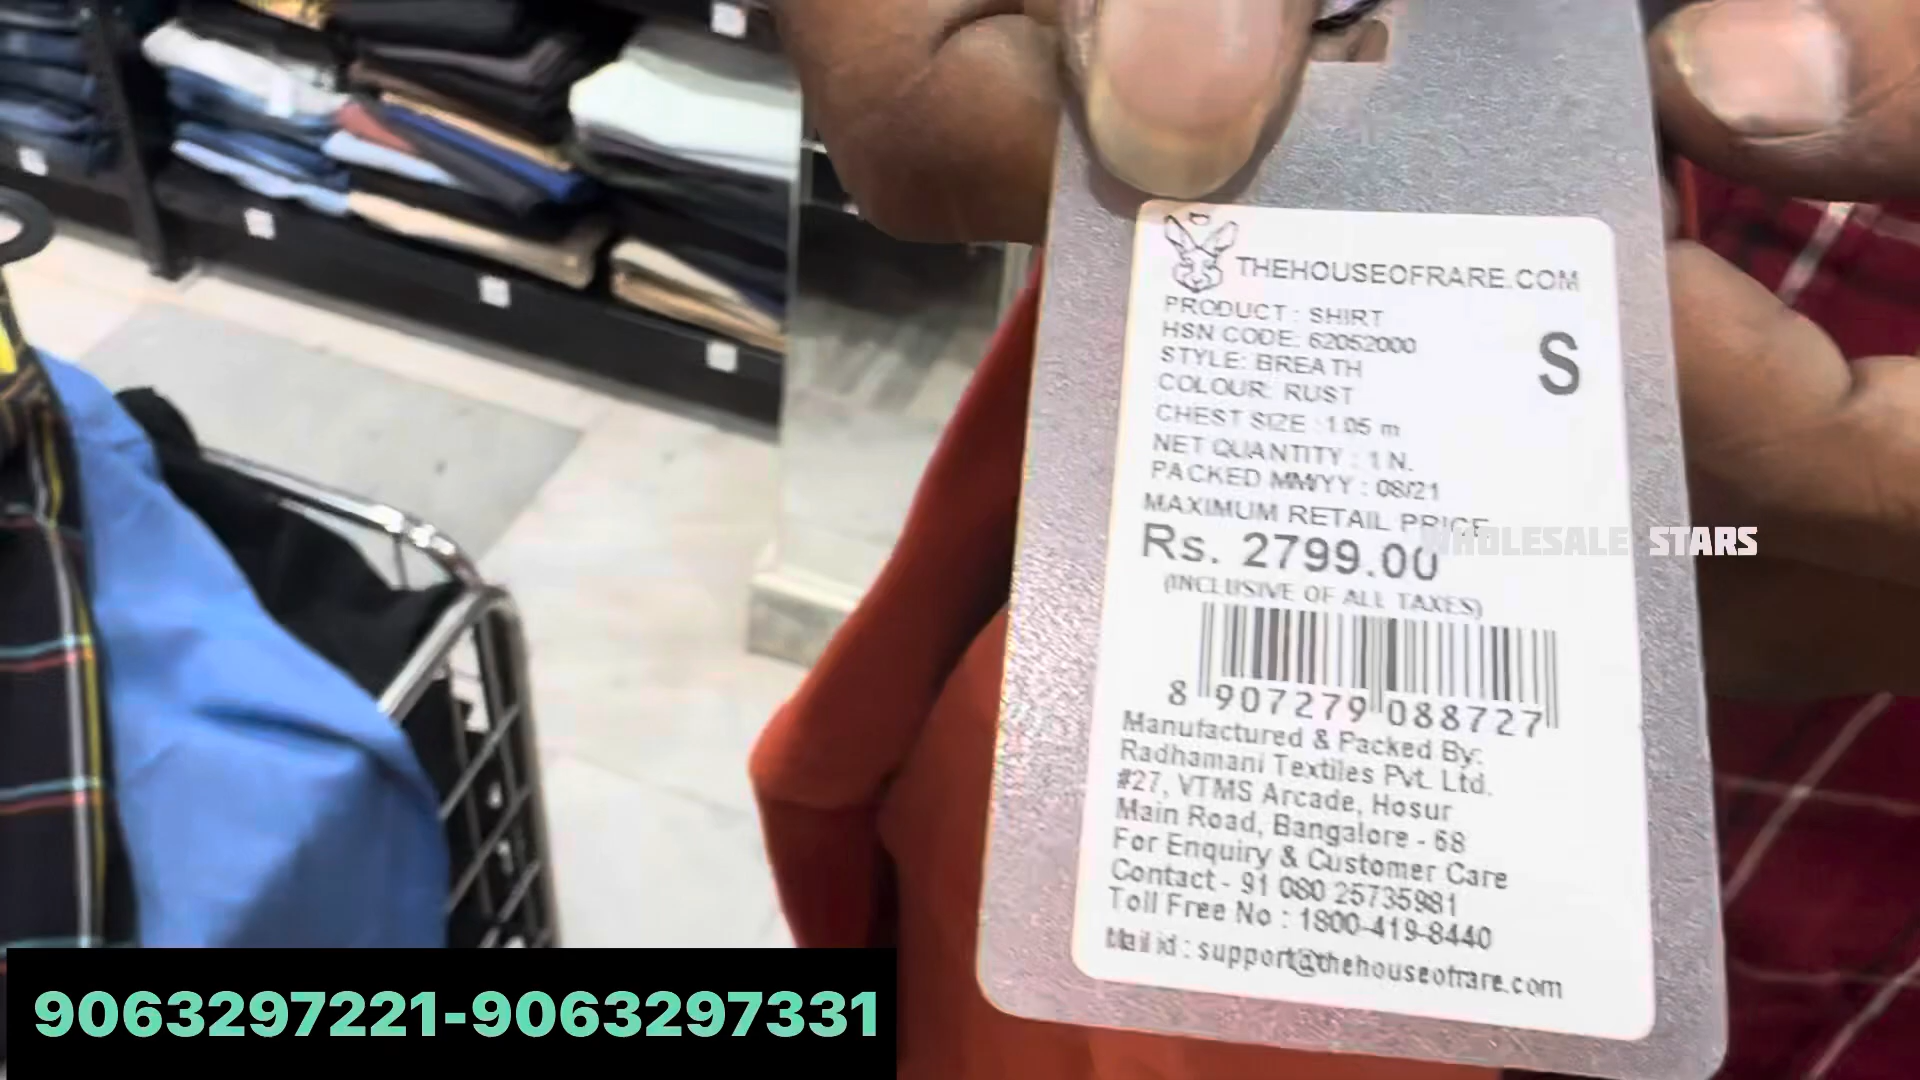 THEHOUSEOFRARE.COM
PRODUCT : SHIRT
HSN CODE: 62052000
S
STYLE: BREATH
COLOUR: RUST
CHEST SIZE : 1.05 m
NET QUANTITY : 1 N.
PACKED MM/YY : 08/21
MAXIMUM RETAIL PRICE
Rs. 2799.00
WHOLESALE STARS
(INCLUSIVE OF ALL TAXES)
8 907279 088727
Manufactured & Packed By:
Radhamani Textiles Pvt. Ltd.
#27, VTMS Arcade, Hosur
Main Road, Bangalore - 68
For Enquiry & Customer Care
Contact - 91 080 25735981
Toll Free No : 1800-419-8440
Mail id : support@thehouseofrare.com
9063297221-9063297331